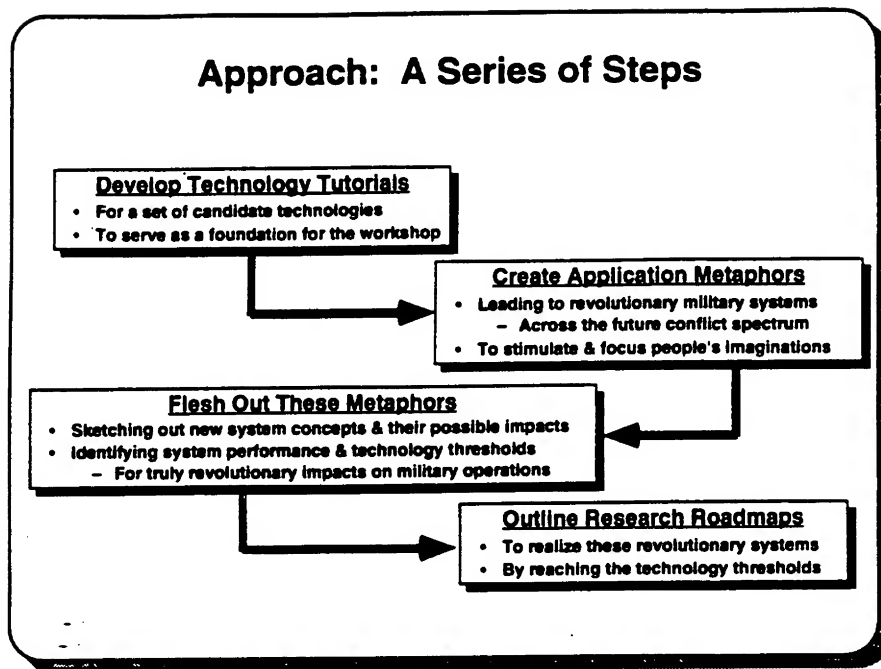 Approach: A Series of Steps
Develop Technology Tutorials
• For a set of candidate technologies
• To serve as a foundation for the workshop
Create Application Metaphors
• Leading to revolutionary military systems
– Across the future conflict spectrum
• To stimulate & focus people's imaginations
Flesh Out These Metaphors
• Sketching out new system concepts & their possible impacts
• Identifying system performance & technology thresholds
– For truly revolutionary impacts on military operations
Outline Research Roadmaps
• To realize these revolutionary systems
• By reaching the technology thresholds